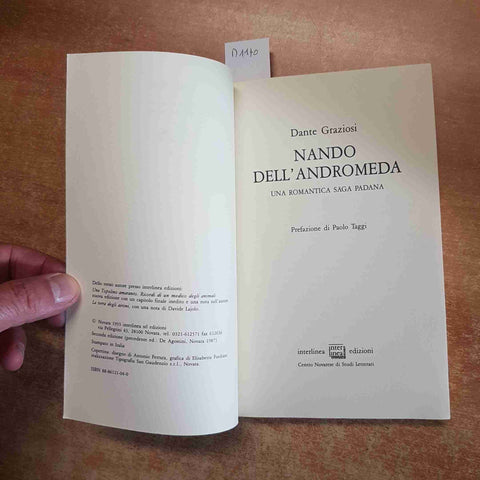 Dello stesso autore presso interlinea edizioni:
Una Topolino amaranto. Ricordi di un medico degli animali
nuova edizione con un capitolo finale inedito e una nota dell'autore
La terra degli aironi, con una nota di Davide Lajolo.
© Novara 1993 interlinea srl edizioni
via Pellegrini 43, 28100 Novara, tel. 0321-612571 fax 612636
Seconda edizione (precedenti ed.: De Agostini, Novara 1987)
Stampato in Italia
Copertina: disegno di Antonio Ferrara, grafica di Elisabetta
realizzazione Tipografia San Gaudenzio s.r.l., Novara
ISBN 88-86121-04-0
Dante Graziosi
NANDO
DELL'ANDROMEDA
UNA ROMANTICA SAGA PADANA
Prefazione di Paolo Taggi
interlinea inter linea edizioni
Centro Novarese di Studi Letterari